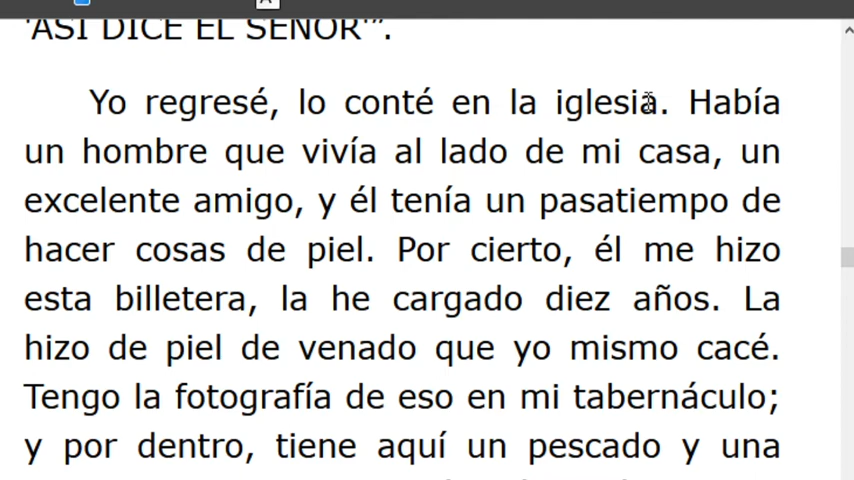 'ASÍ DICE EL SEÑOR'”.
Yo regresé, lo conté en la iglesia. Había
un hombre que vivía al lado de mi casa, un
excelente amigo, y él tenía un pasatiempo de
hacer cosas de piel. Por cierto, él me hizo
esta billetera, la he cargado diez años. La
hizo de piel de venado que yo mismo cacé.
Tengo la fotografía de eso en mi tabernáculo;
y por dentro, tiene aquí un pescado y una